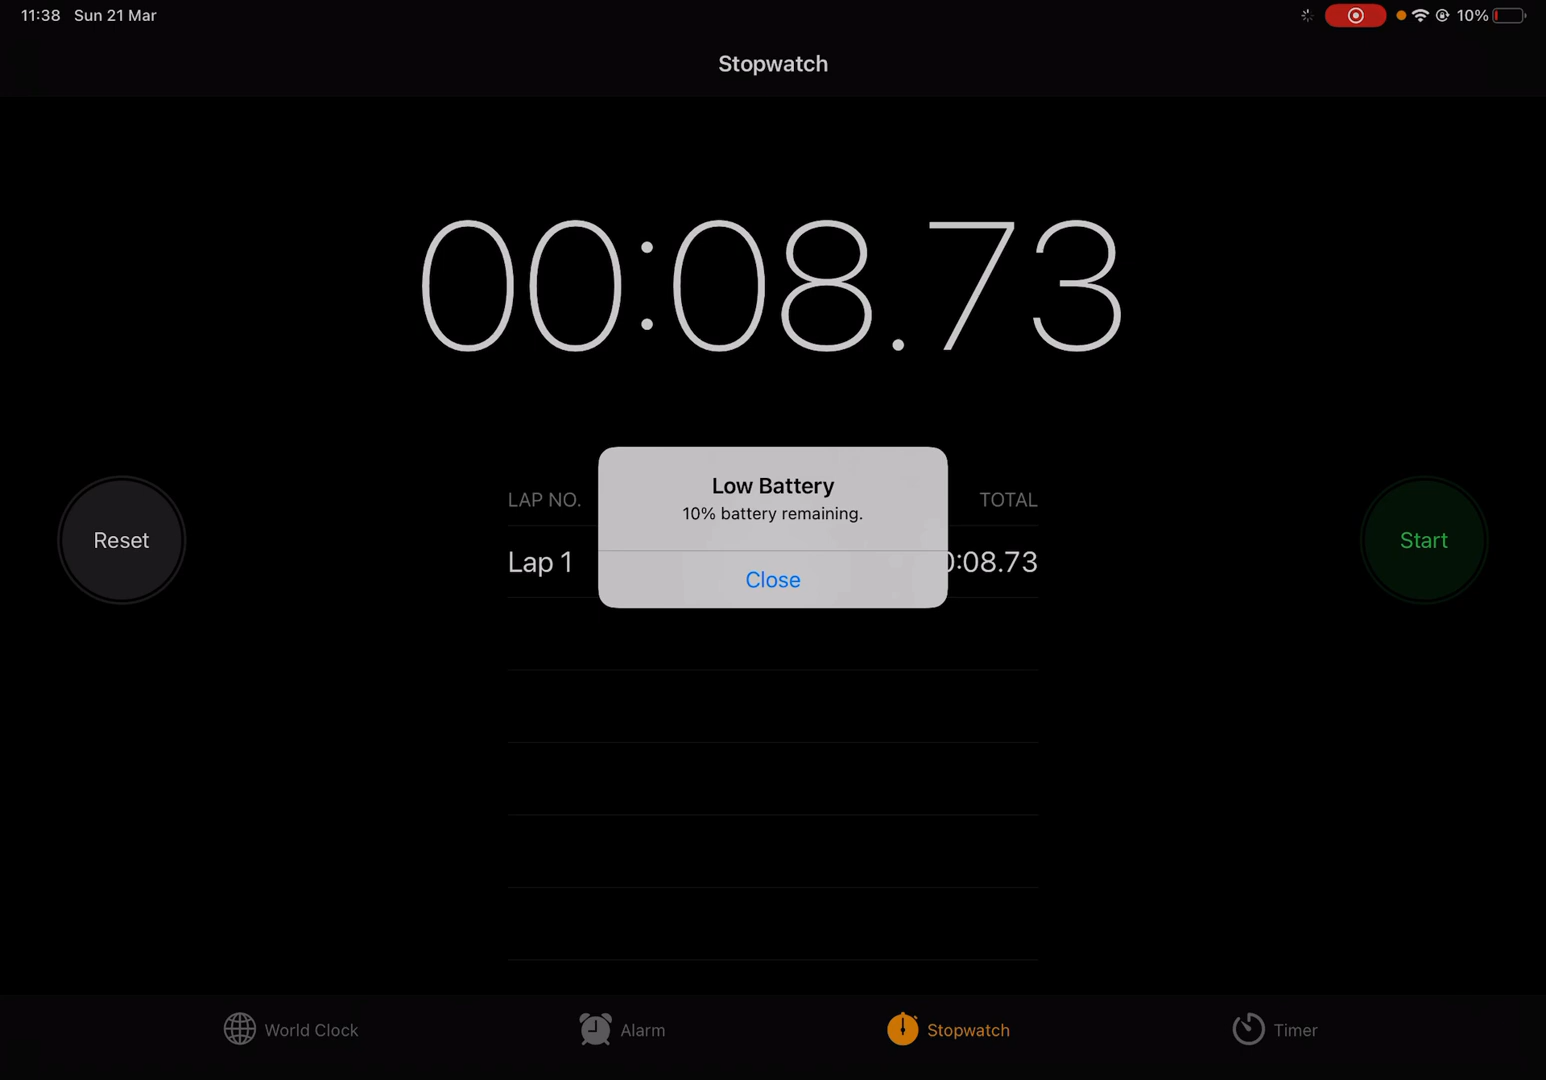 11:38 Sun 21 Mar
10%
Stopwatch
00:08.73
Low Battery
10% battery remaining.
Close
LAP NO.
TOTAL
Lap 1
0:08.73
Reset
Start
World Clock
Alarm
Stopwatch
Timer